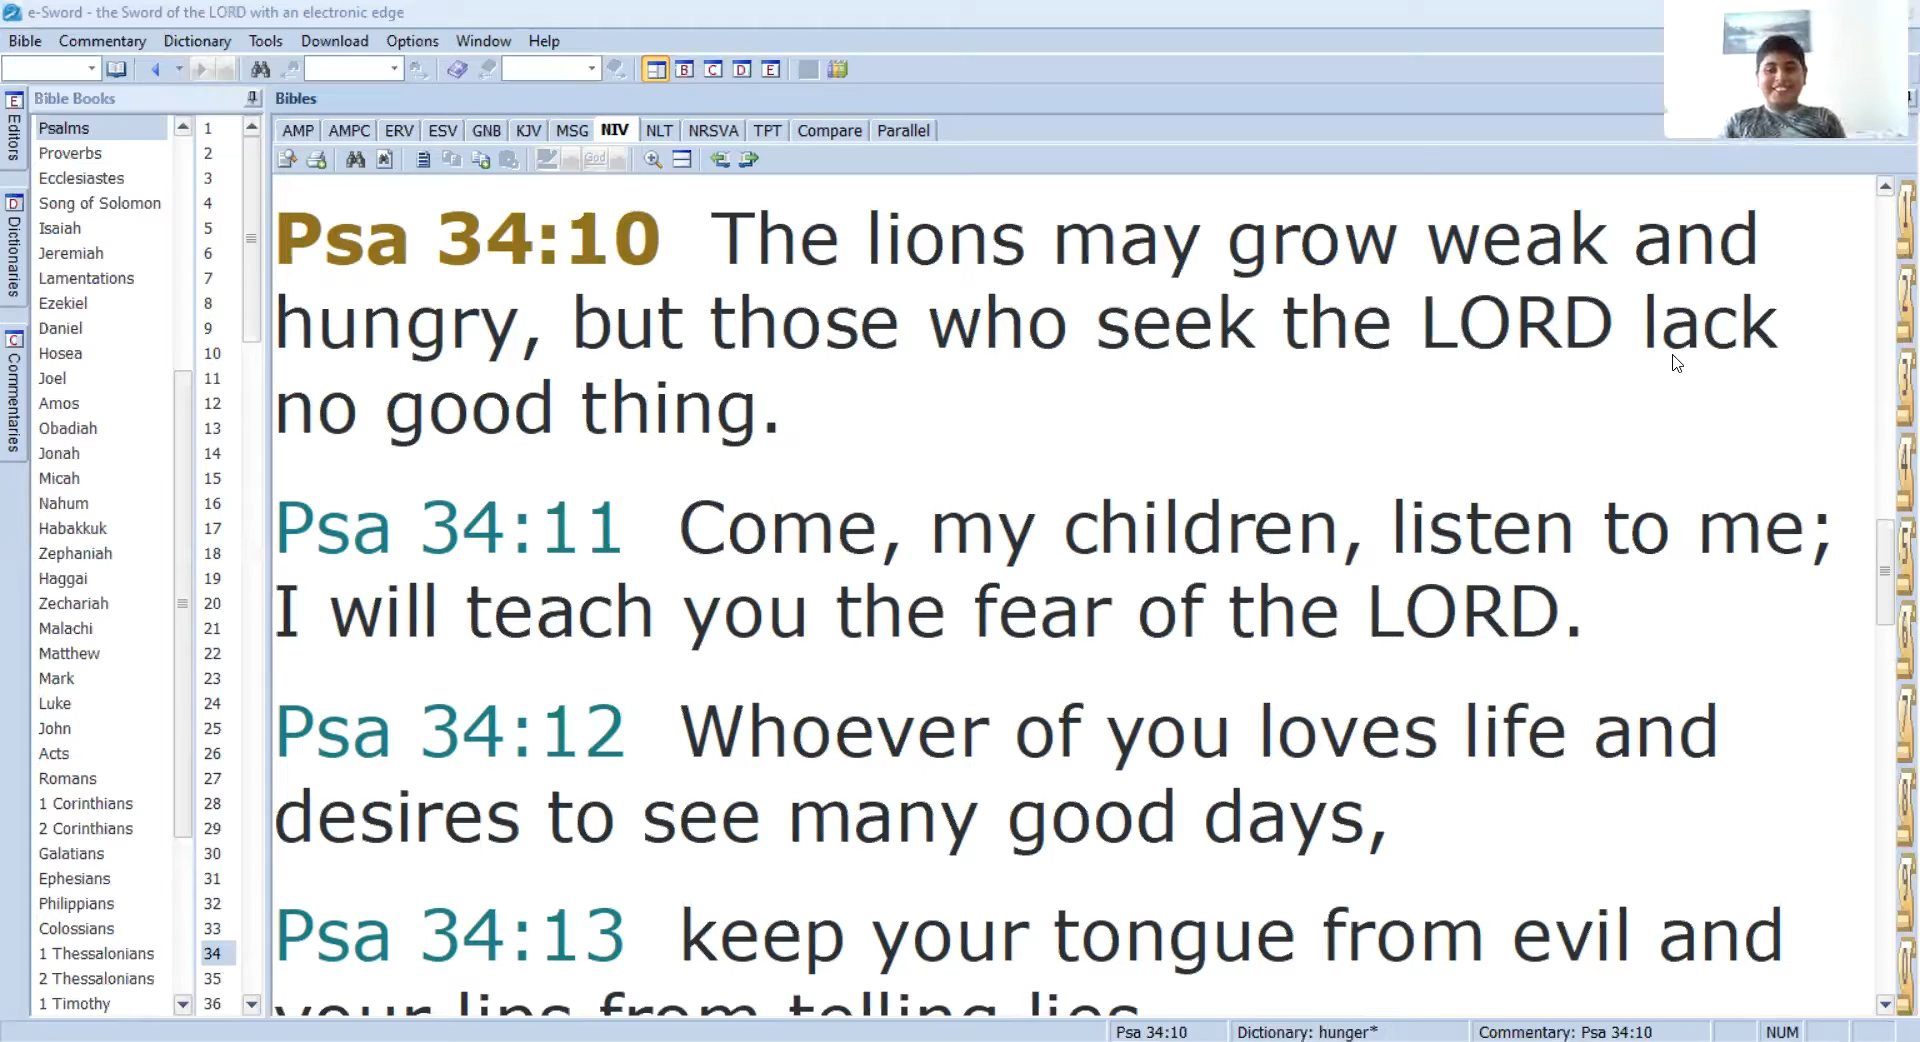 e-Sword - the Sword of the LORD with an electronic edge
Bible Commentary Dictionary Tools Download Options Window Help
B C D E
Bible Books
Bibles
E Editors
D Dictionaries
C Commentaries
AMP AMPC ERV ESV GNB KJV MSG NIV NLT NRSVA TPT Compare Parallel
God
Psalms 1
Proverbs 2
Ecclesiastes 3
Song of Solomon 4
Isaiah 5
Jeremiah 6
Lamentations 7
Ezekiel 8
Daniel 9
Hosea 10
Joel 11
Amos 12
Obadiah 13
Jonah 14
Micah 15
Nahum 16
Habakkuk 17
Zephaniah 18
Haggai 19
Zechariah 20
Malachi 21
Matthew 22
Mark 23
Luke 24
John 25
Acts 26
Romans 27
1 Corinthians 28
2 Corinthians 29
Galatians 30
Ephesians 31
Philippians 32
Colossians 33
1 Thessalonians 34
2 Thessalonians 35
1 Timothy 36
Psa 34:10 The lions may grow weak and
hungry, but those who seek the LORD lack
no good thing.
Psa 34:11 Come, my children, listen to me;
I will teach you the fear of the LORD.
Psa 34:12 Whoever of you loves life and
desires to see many good days,
Psa 34:13 keep your tongue from evil and
your lips from telling lies
Psa 34:10 Dictionary: hunger* Commentary: Psa 34:10 NUM